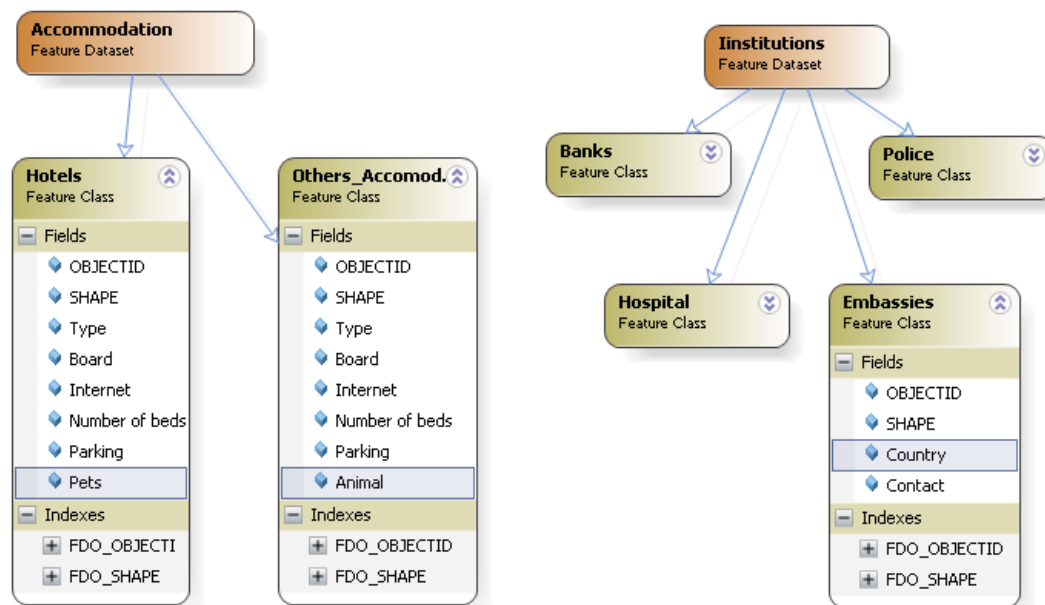 Accommodation
Feature Dataset
Hotels
Feature Class
Fields
OBJECTID
SHAPE
Type
Board
Internet
Number of beds
Parking
Pets
Indexes
FDO_OBJECTI
FDO_SHAPE
Others_Accomod.
Feature Class
Fields
OBJECTID
SHAPE
Type
Board
Internet
Number of beds
Parking
Animal
Indexes
FDO_OBJECTID
FDO_SHAPE
Iinstitutions
Feature Dataset
Banks
Feature Class
Police
Feature Class
Hospital
Feature Class
Embassies
Feature Class
Fields
OBJECTID
SHAPE
Country
Contact
Indexes
FDO_OBJECTID
FDO_SHAPE